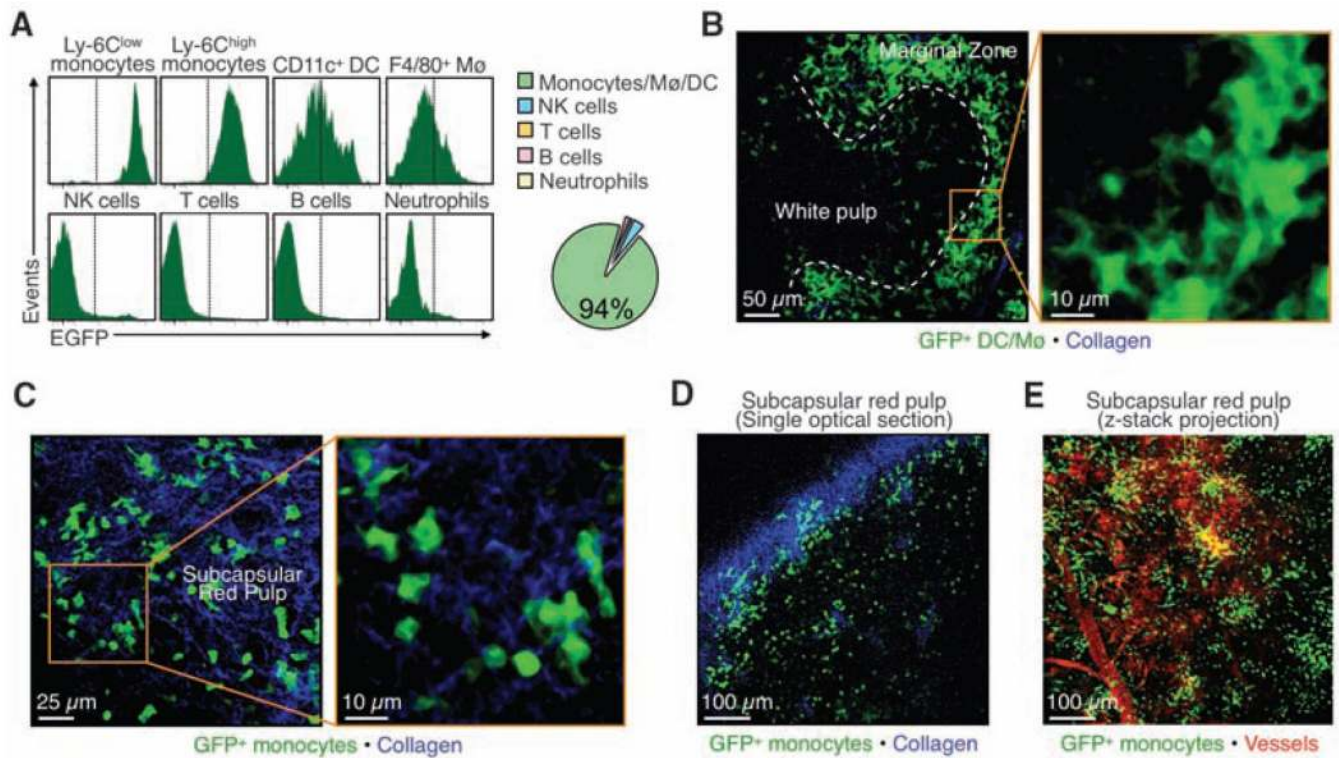 A
Ly-6Clow monocytes
Ly-6Chigh monocytes
CD11c+ DC
F4/80+ Mø
NK cells
T cells
B cells
Neutrophils
Events
EGFP
Monocytes/Mø/DC
NK cells
T cells
B cells
Neutrophils
94%
B
Marginal Zone
White pulp
50 µm
10 µm
GFP+ DC/Mø • Collagen
C
Subcapsular
Red Pulp
25 µm
10 µm
GFP+ monocytes • Collagen
D
Subcapsular red pulp
(Single optical section)
100 µm
GFP+ monocytes • Collagen
E
Subcapsular red pulp
(z-stack projection)
100 µm
GFP+ monocytes • Vessels